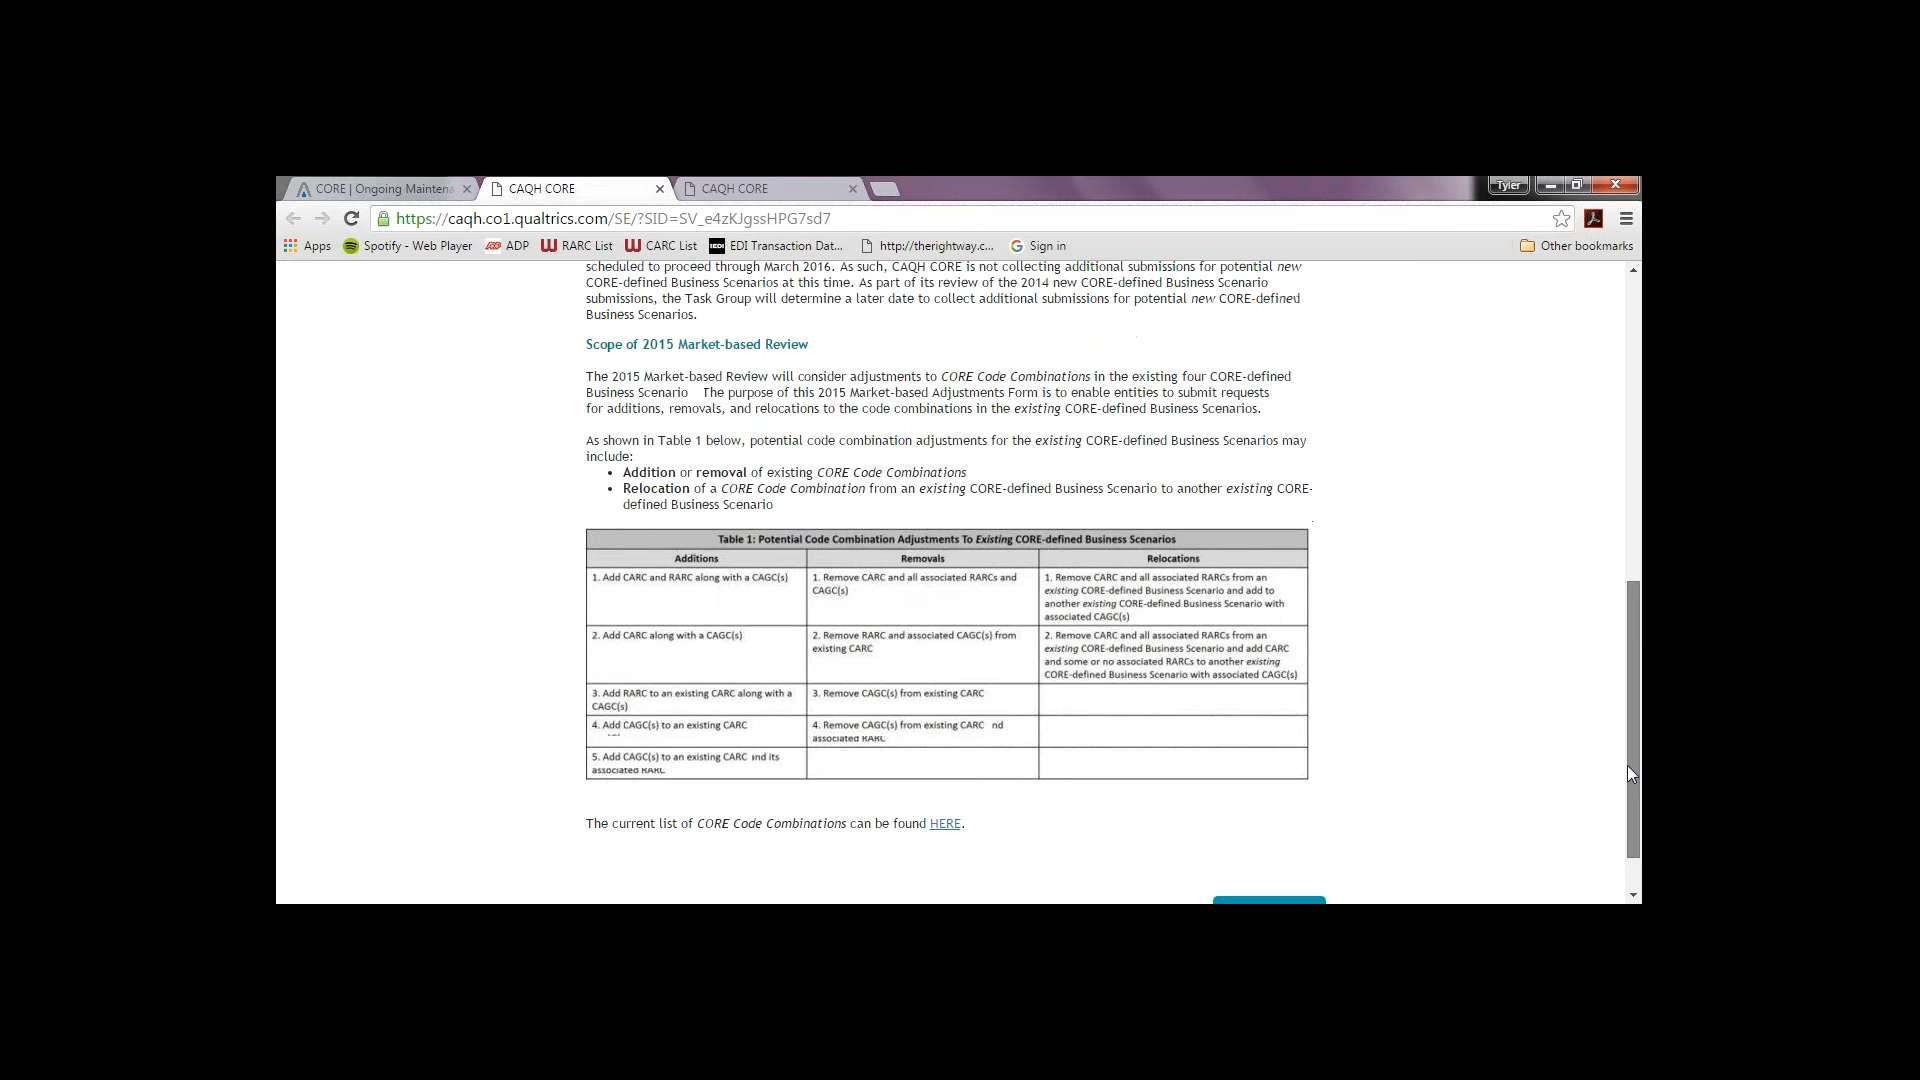 CORE | Ongoing Maintena
CAQH CORE
CAQH CORE
Tyler
https://caqh.co1.qualtrics.com/SE/?SID=SV_e4zKJgssHPG7sd7
Apps
Spotify - Web Player
ADP
RARC List
CARC List
EDI Transaction Dat...
http://therightway.c...
Sign in
Other bookmarks
scheduled to proceed through March 2016. As such, CAQH CORE is not collecting additional submissions for potential new
CORE-defined Business Scenarios at this time. As part of its review of the 2014 new CORE-defined Business Scenario
submissions, the Task Group will determine a later date to collect additional submissions for potential new CORE-defined
Business Scenarios.
Scope of 2015 Market-based Review
The 2015 Market-based Review will consider adjustments to CORE Code Combinations in the existing four CORE-defined
Business Scenario The purpose of this 2015 Market-based Adjustments Form is to enable entities to submit requests
for additions, removals, and relocations to the code combinations in the existing CORE-defined Business Scenarios.
As shown in Table 1 below, potential code combination adjustments for the existing CORE-defined Business Scenarios may
include:
• Addition or removal of existing CORE Code Combinations
• Relocation of a CORE Code Combination from an existing CORE-defined Business Scenario to another existing CORE-
defined Business Scenario
Table 1: Potential Code Combination Adjustments To Existing CORE-defined Business Scenarios
Additions
Removals
Relocations
1. Add CARC and RARC along with a CAGC(s)
1. Remove CARC and all associated RARCs and
CAGC(s)
1. Remove CARC and all associated RARCs from an
existing CORE-defined Business Scenario and add to
another existing CORE-defined Business Scenario with
associated CAGC(s)
2. Add CARC along with a CAGC(s)
2. Remove RARC and associated CAGC(s) from
existing CARC
2. Remove CARC and all associated RARCs from an
existing CORE-defined Business Scenario and add CARC
and some or no associated RARCs to another existing
CORE-defined Business Scenario with associated CAGC(s)
3. Add RARC to an existing CARC along with a
CAGC(s)
3. Remove CAGC(s) from existing CARC
4. Add CAGC(s) to an existing CARC
4. Remove CAGC(s) from existing CARC nd
associated RARC
5. Add CAGC(s) to an existing CARC and its
associated RARC
The current list of CORE Code Combinations can be found HERE.